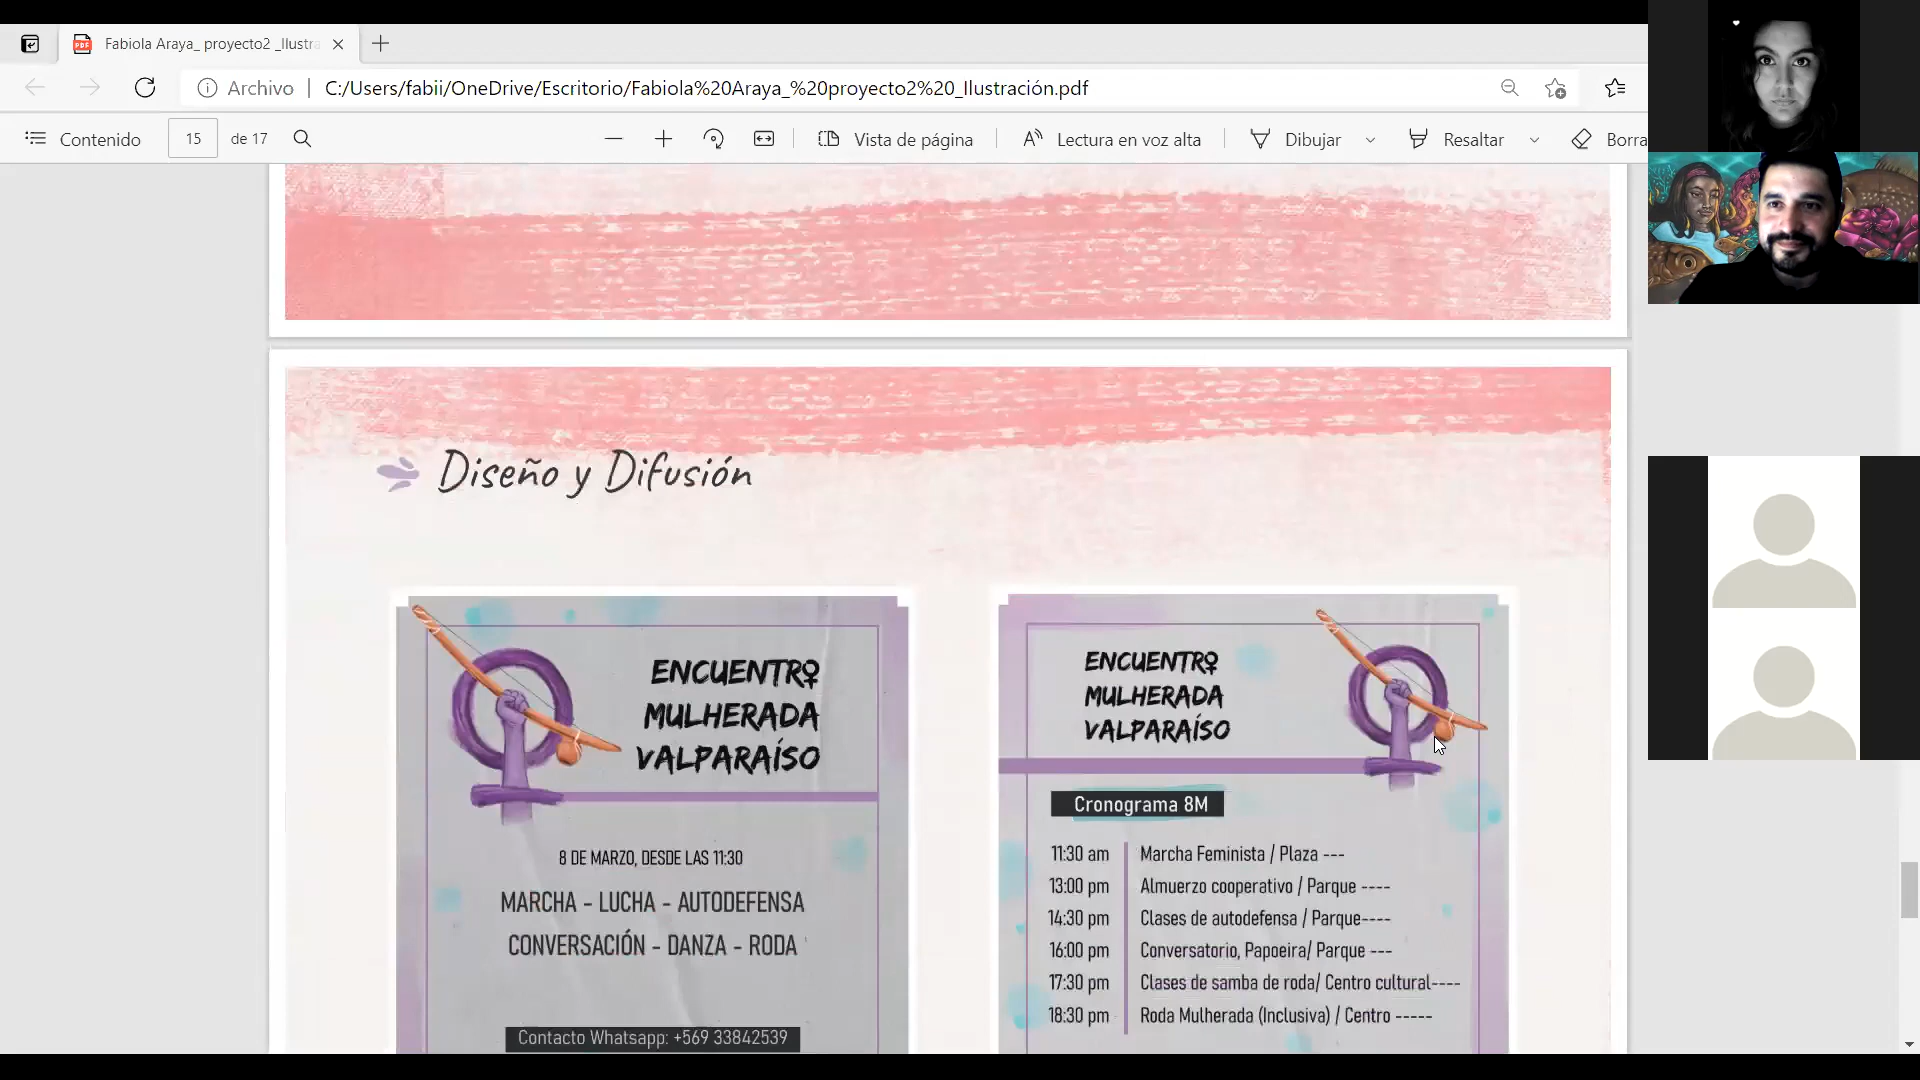 Fabiola Araya_ proyecto2 _Ilustra
Archivo | C:/Users/fabii/OneDrive/Escritorio/Fabiola%20Araya_%20proyecto2%20_Ilustración.pdf
Contenido 15 de 17 Vista de página Lectura en voz alta Dibujar Resaltar Borra
Diseño y Difusión
ENCUENTRO
MULHERADA
VALPARAÍSO
8 DE MARZO, DESDE LAS 11:30
MARCHA - LUCHA - AUTODEFENSA
CONVERSACIÓN - DANZA - RODA
Contacto Whatsapp: +569 33842539
ENCUENTRO
MULHERADA
VALPARAÍSO
Cronograma 8M
11:30 am Marcha Feminista / Plaza ---
13:00 pm Almuerzo cooperativo / Parque ----
14:30 pm Clases de autodefensa / Parque----
16:00 pm Conversatorio, Papoeira/ Parque ---
17:30 pm Clases de samba de roda/ Centro cultural----
18:30 pm Roda Mulherada (Inclusiva) / Centro -----